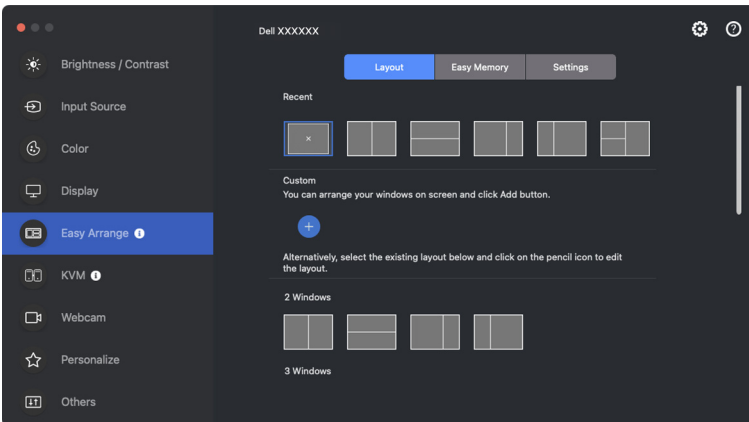 Dell XXXXXX
Brightness / Contrast
Input Source
Color
Display
Easy Arrange
KVM
Webcam
Personalize
Others
Layout
Easy Memory
Settings
Recent
Custom
You can arrange your windows on screen and click Add button.
Alternatively, select the existing layout below and click on the pencil icon to edit
the layout.
2 Windows
3 Windows